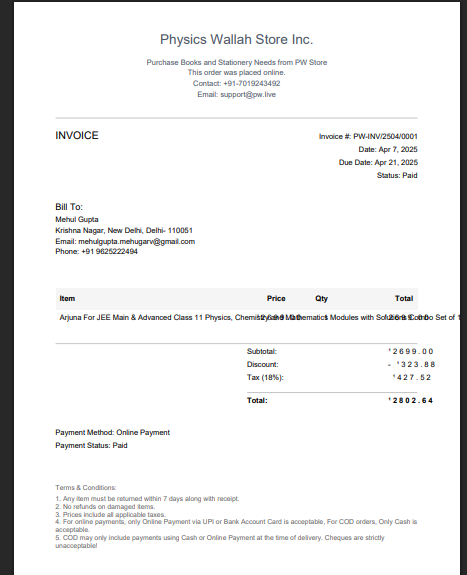 Physics Wallah Store Inc.
Purchase Books and Stationery Needs from PW Store
This order was placed online.
Contact: +91-7019243492
Email: support@pw.live
INVOICE
Invoice #: PW-INV/2504/0001
Date: Apr 7, 2025
Due Date: Apr 21, 2025
Status: Paid
Bill To:
Mehul Gupta
Krishna Nagar, New Delhi, Delhi- 110051
Email: mehulgupta.mehugarv@gmail.com
Phone: +91 9625222494
Item Price Qty Total
Arjuna For JEE Main & Advanced Class 11 Physics, Chemistry and Mathematics Modules with Solutions Combo Set of 1
Subtotal: ¹2699.00
Discount: - ¹323.88
Tax (18%): ¹427.52
Total: ¹2802.64
Payment Method: Online Payment
Payment Status: Paid
Terms & Conditions:
1. Any item must be returned within 7 days along with receipt.
2. No refunds on damaged items.
3. Prices include all applicable taxes.
4. For online payments, only Online Payment via UPI or Bank Account Card is acceptable, For COD orders, Only Cash is
acceptable.
5. COD may only include payments using Cash or Online Payment at the time of delivery. Cheques are strictly
unacceptable!